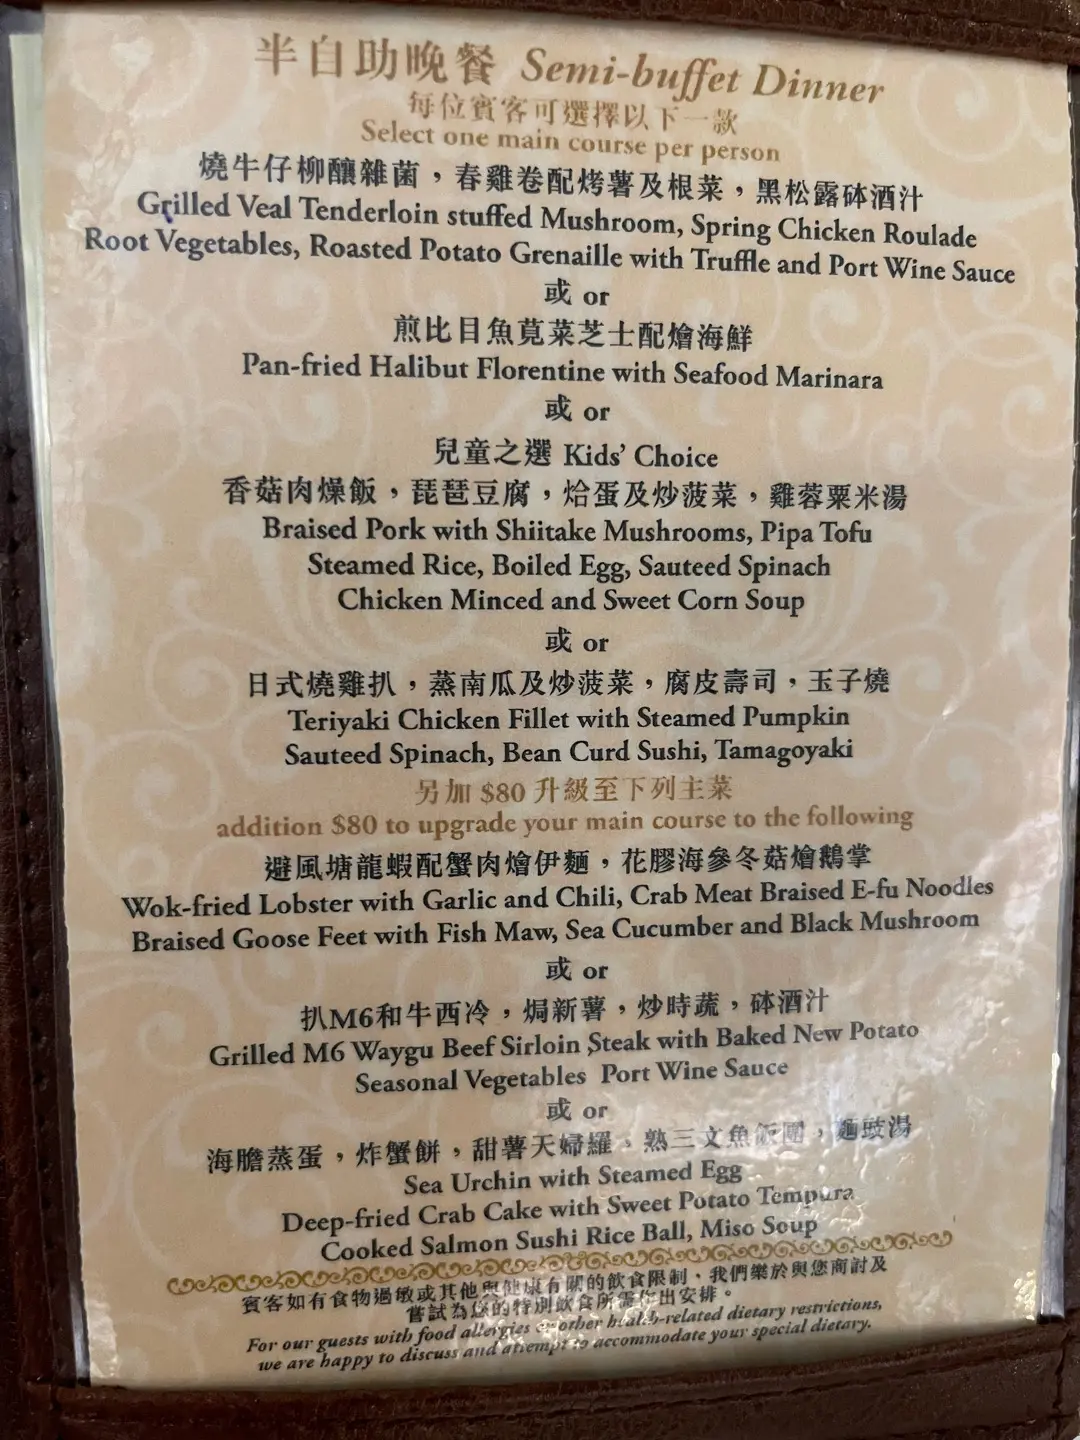 半自助晚餐 Semi-buffet Dinner
每位賓客可選擇以下一款
Select one main course per person
燒牛仔柳釀雜菌，春雞卷配烤薯及根菜，黑松露砵酒汁
Grilled Veal Tenderloin stuffed Mushroom, Spring Chicken Roulade
Root Vegetables, Roasted Potato Grenaille with Truffle and Port Wine Sauce
或 or
煎比目魚莧菜芝士配燴海鮮
Pan-fried Halibut Florentine with Seafood Marinara
或 or
兒童之選 Kids' Choice
香菇肉燥飯，琵琶豆腐，烚蛋及炒菠菜，雞蓉粟米湯
Braised Pork with Shiitake Mushrooms, Pipa Tofu
Steamed Rice, Boiled Egg, Sauteed Spinach
Chicken Minced and Sweet Corn Soup
或 or
日式燒雞扒，蒸南瓜及炒菠菜，腐皮壽司，玉子燒
Teriyaki Chicken Fillet with Steamed Pumpkin
Sauteed Spinach, Bean Curd Sushi, Tamagoyaki
另加 $80 升級至下列主菜
addition $80 to upgrade your main course to the following
避風塘龍蝦配蟹肉燴伊麵，花膠海參冬菇燴鵝掌
Wok-fried Lobster with Garlic and Chili, Crab Meat Braised E-fu Noodles
Braised Goose Feet with Fish Maw, Sea Cucumber and Black Mushroom
或 or
扒M6和牛西冷，焗新薯，炒時蔬，砵酒汁
Grilled M6 Waygu Beef Sirloin Steak with Baked New Potato
Seasonal Vegetables Port Wine Sauce
或 or
海膽蒸蛋，炸蟹餅，甜薯天婦羅，熟三文魚飯團，麵豉湯
Sea Urchin with Steamed Egg
Deep-fried Crab Cake with Sweet Potato Tempura
Cooked Salmon Sushi Rice Ball, Miso Soup
賓客如有食物過敏或其他與健康有關的飲食限制，我們樂於與您商討及
嘗試為您的特別飲食所需作出安排。
For our guests with food allergies or other health-related dietary restrictions,
we are happy to discuss and attempt to accommodate your special dietary.